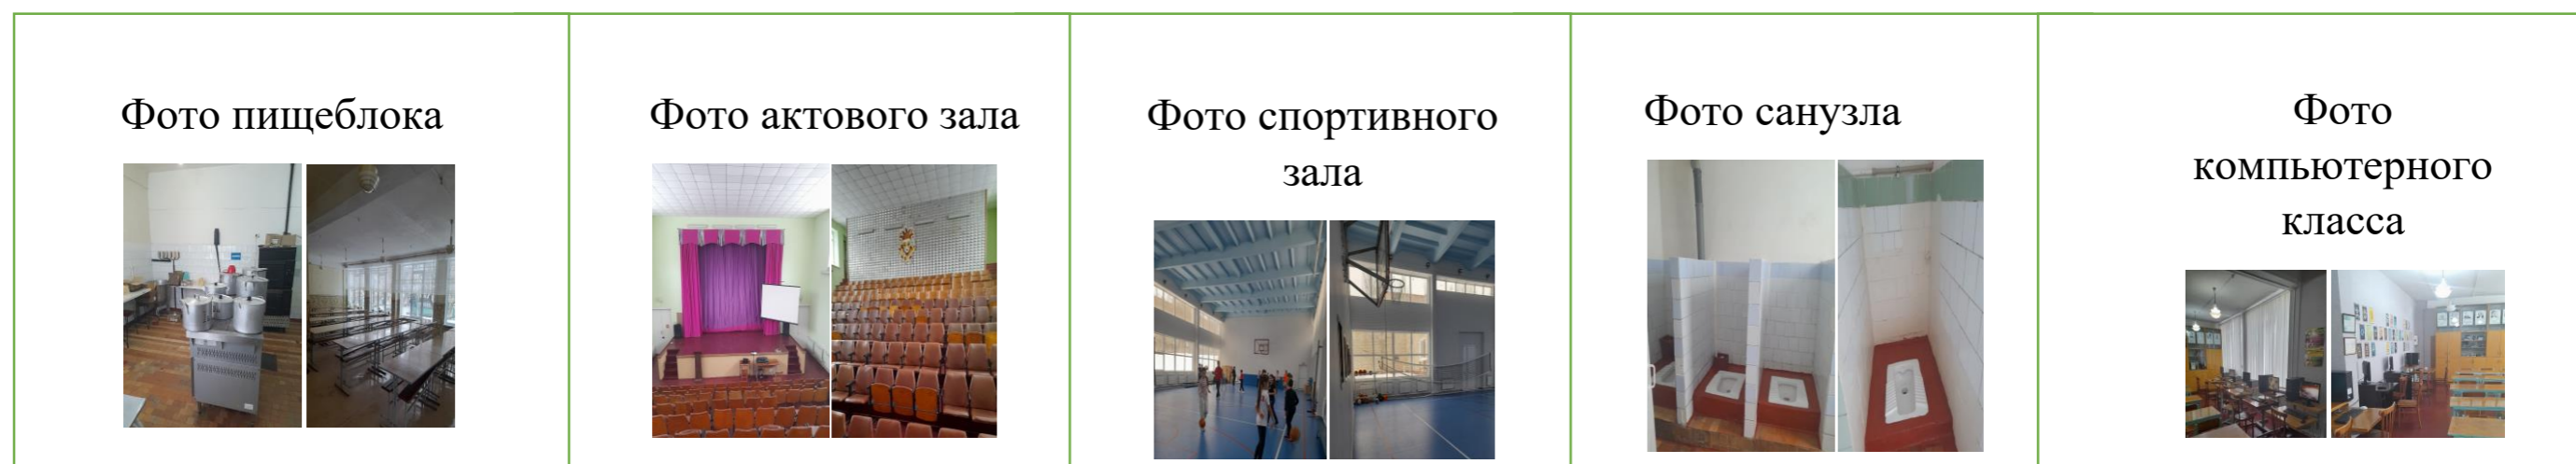 Фото пищеблока
Фото актового зала
Фото спортивного
зала
Фото санузла
Фото
компьютерного
класса